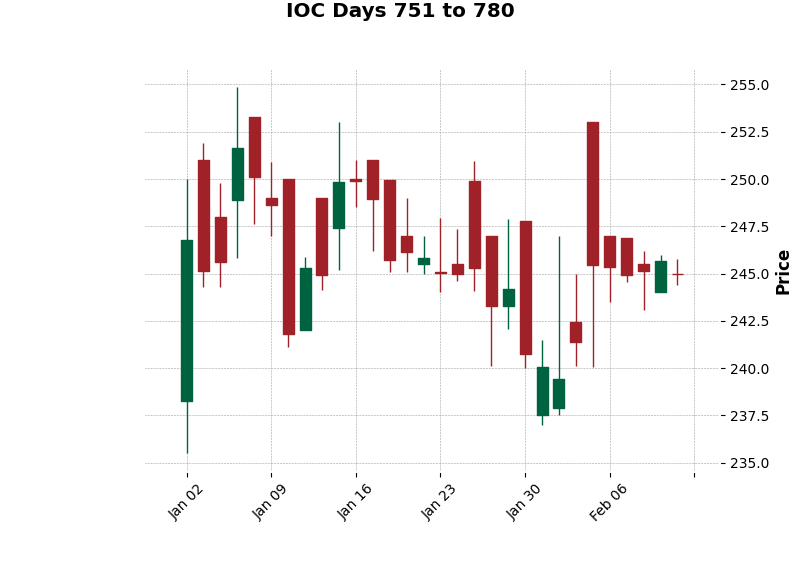 IOC Days 751 to 780
255.0
252.5
250.0
247.5
245.0
242.5
240.0
237.5
235.0
Price
Jan 02
Jan 09
Jan 16
Jan 23
Jan 30
Feb 06